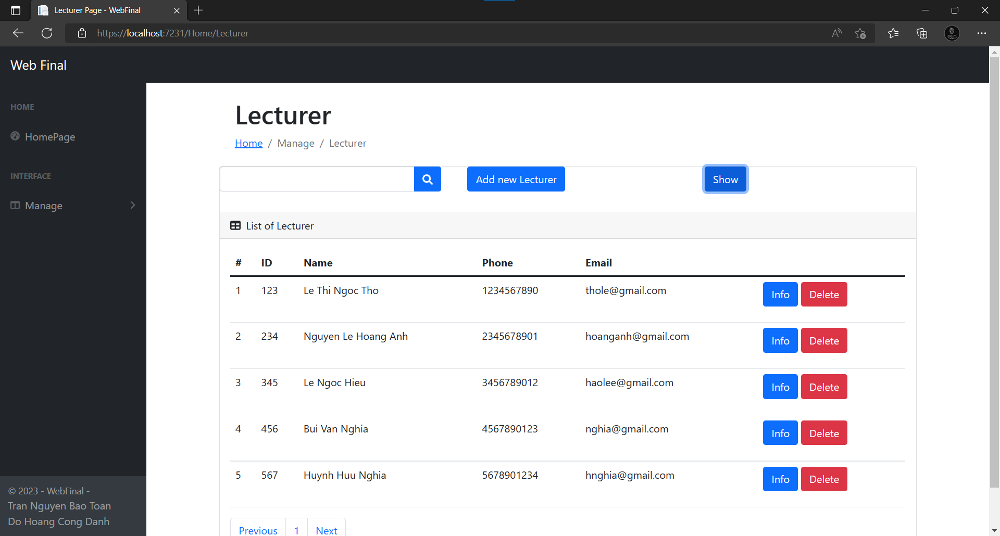 Lecturer Page - WebFinal
https://localhost:7231/Home/Lecturer
Web Final
HOME
HomePage
INTERFACE
Manage
© 2023 - WebFinal -
Tran Nguyen Bao Toan
Do Hoang Cong Danh
Lecturer
Home / Manage / Lecturer
Add new Lecturer Show
List of Lecturer
# ID Name Phone Email
1 123 Le Thi Ngoc Tho 1234567890 thole@gmail.com Info Delete
2 234 Nguyen Le Hoang Anh 2345678901 hoanganh@gmail.com Info Delete
3 345 Le Ngoc Hieu 3456789012 haolee@gmail.com Info Delete
4 456 Bui Van Nghia 4567890123 nghia@gmail.com Info Delete
5 567 Huynh Huu Nghia 5678901234 hnghia@gmail.com Info Delete
Previous 1 Next